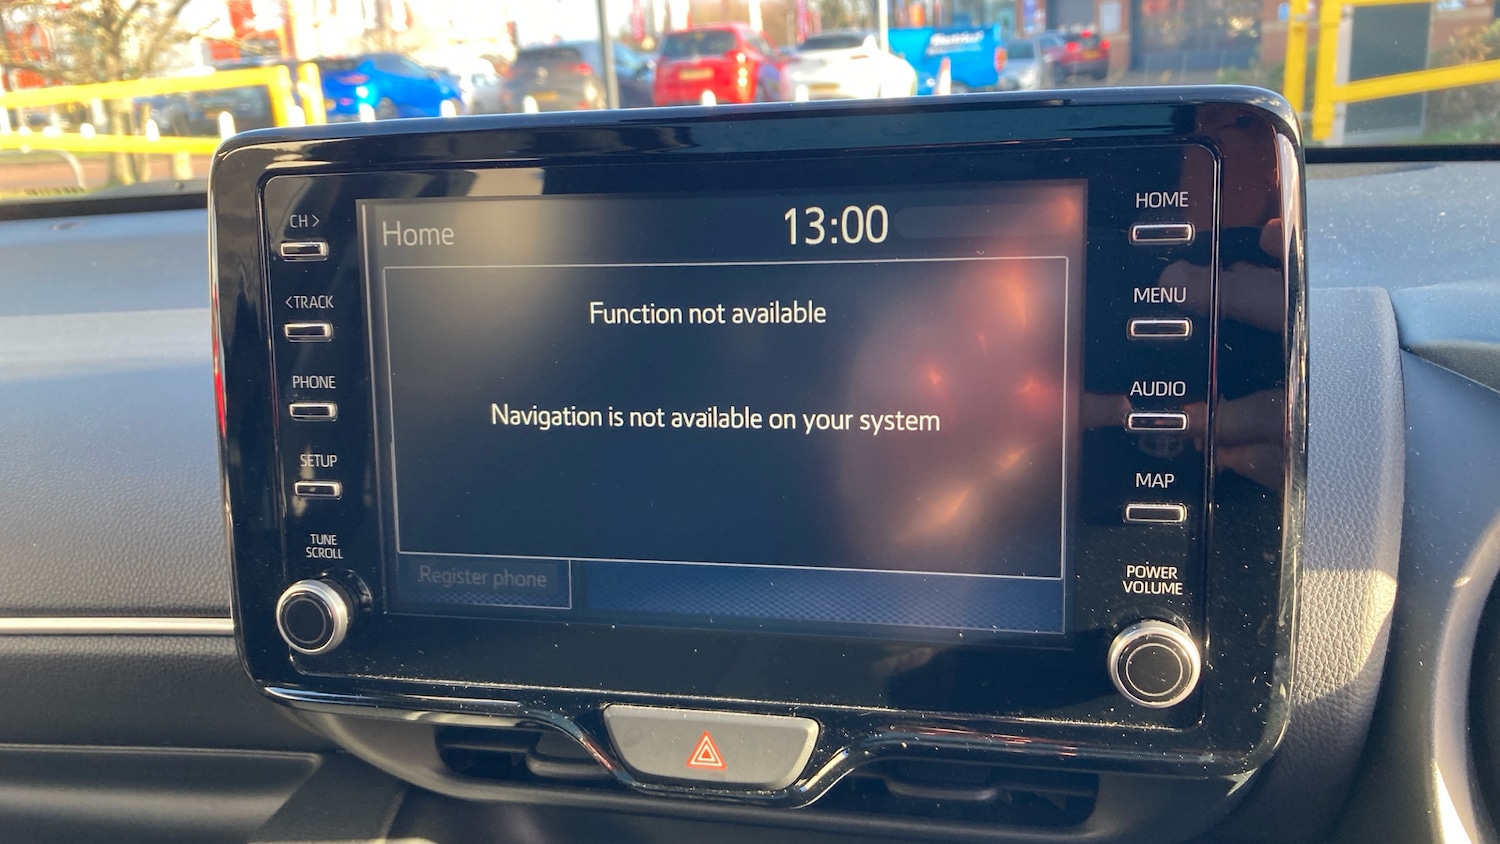 CH >
<TRACK
PHONE
SETUP
TUNE
SCROLL
Home
13:00
Function not available
Navigation is not available on your system
Register phone
HOME
MENU
AUDIO
MAP
POWER
VOLUME